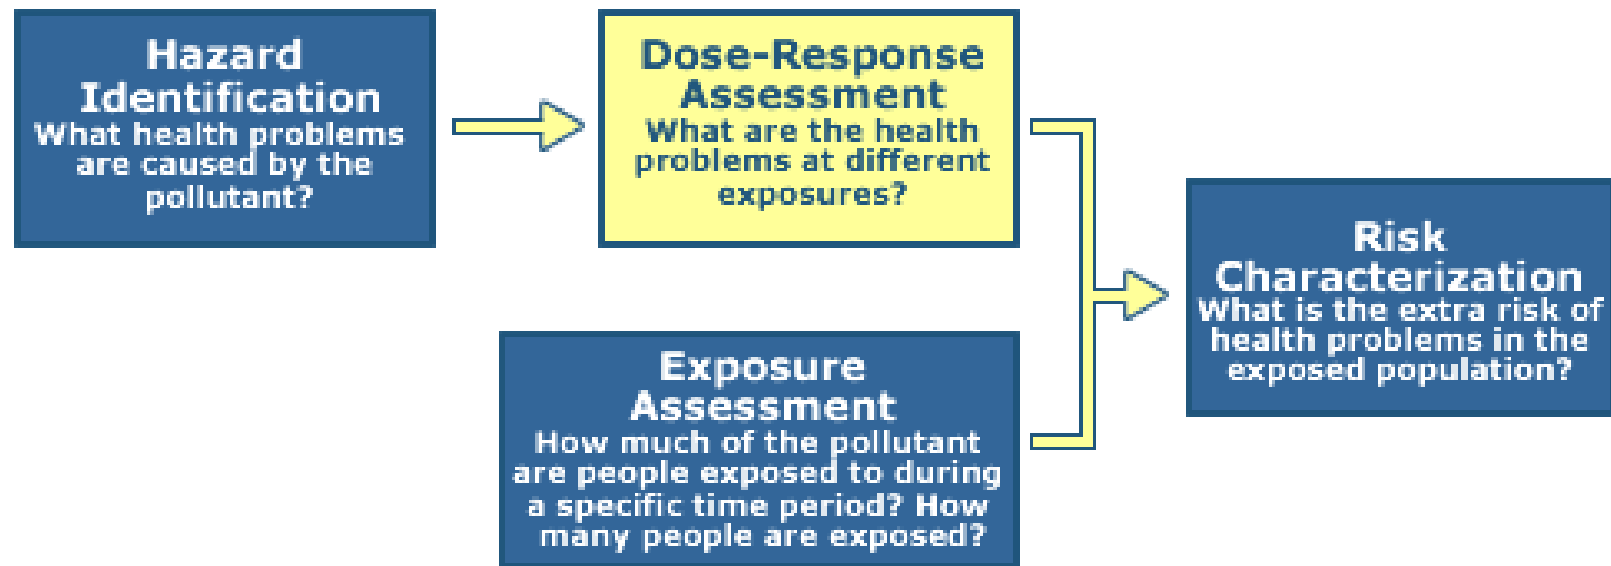 Hazard
Identification
What health problems
are caused by the
pollutant?
Dose-Response
Assessment
What are the health
problems at different
exposures?
Exposure
Assessment
How much of the pollutant
are people exposed to during
a specific time period? How
many people are exposed?
Risk
Characterization
What is the extra risk of
health problems in the
exposed population?